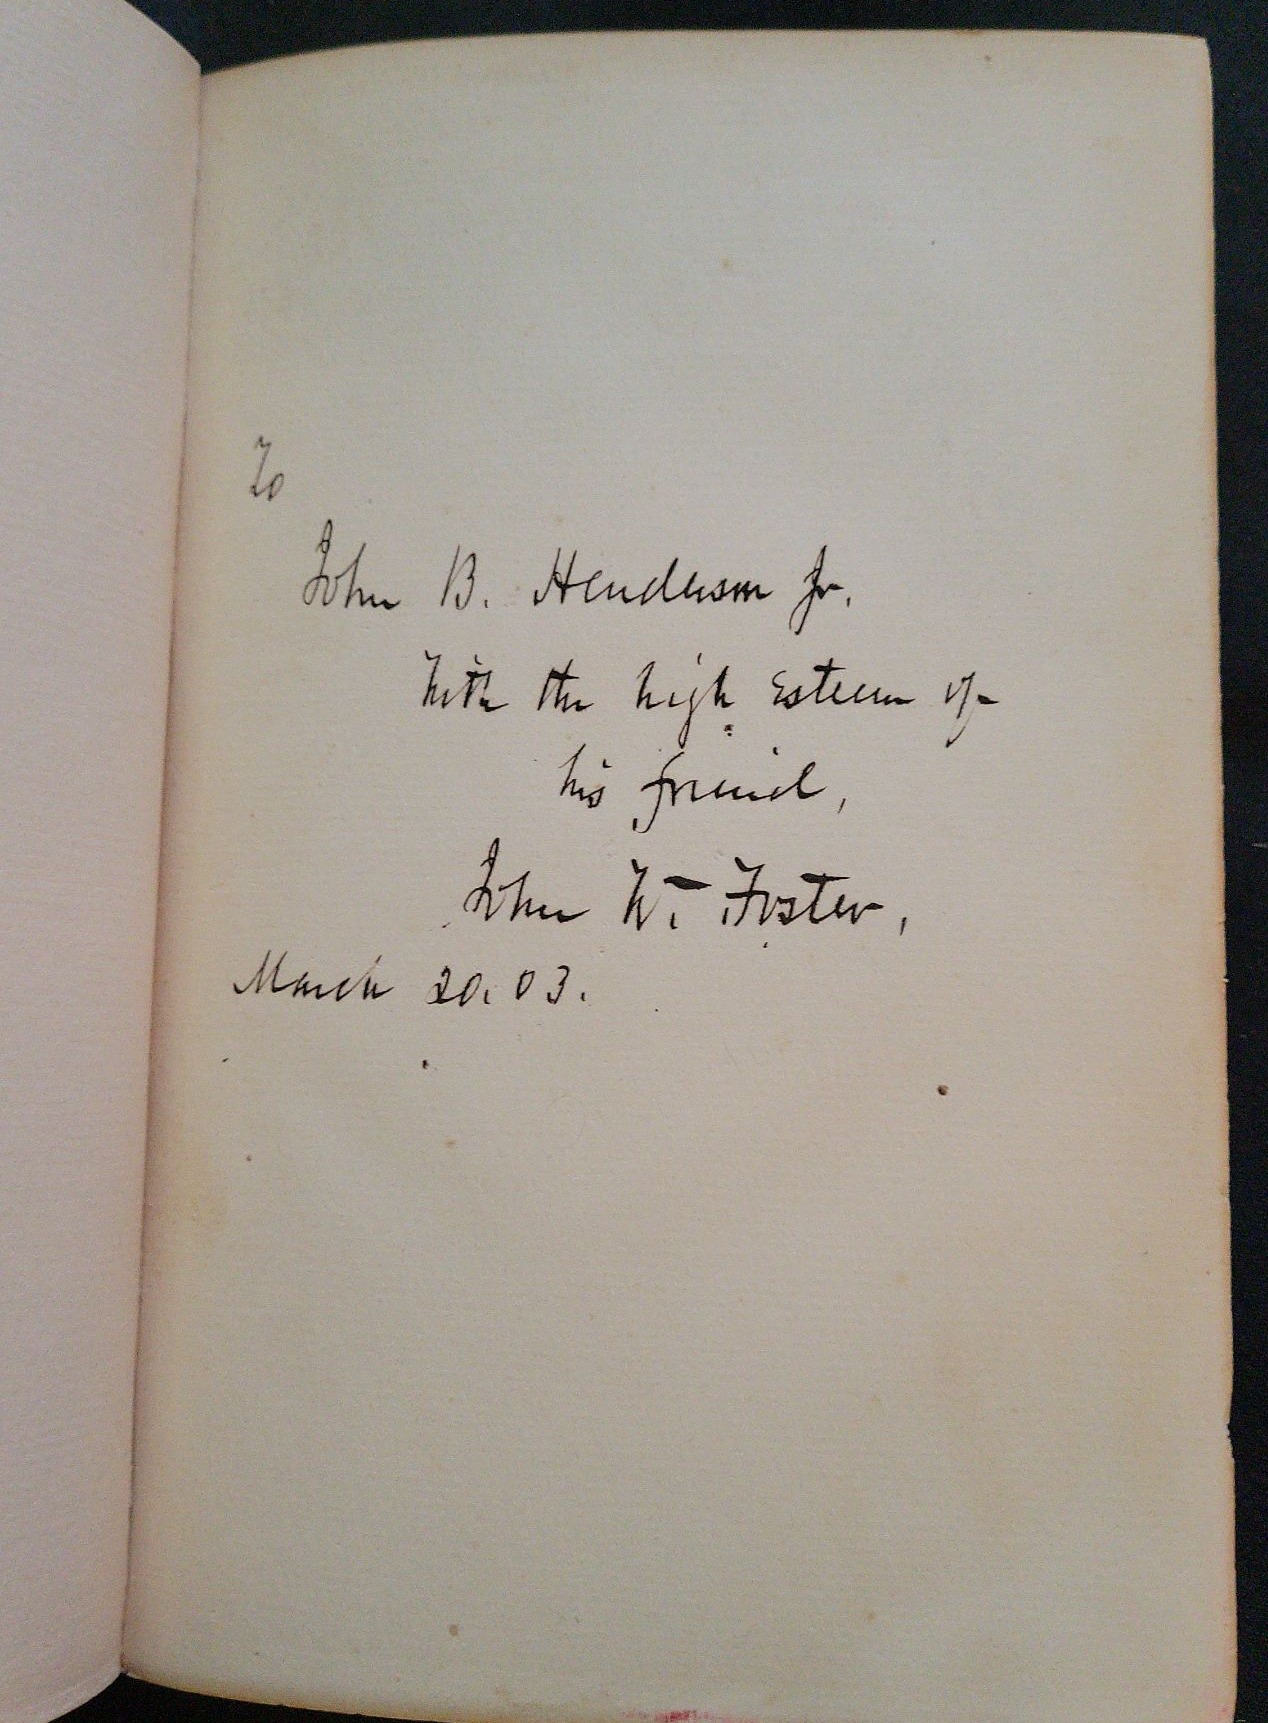 To
John B. Henderson Jr.
With the high esteem of
his friend,
John W. Foster,
March 20. 03.